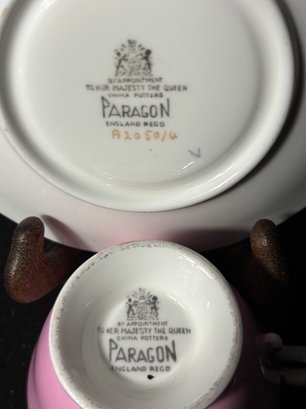 BY APPOINTMENT
TO HER MAJESTY THE QUEEN
CHINA POTTERS
PARAGON
ENGLAND REGD
A2050/4
BY APPOINTMENT
TO HER MAJESTY THE QUEEN
CHINA POTTERS
PARAGON
ENGLAND REGD